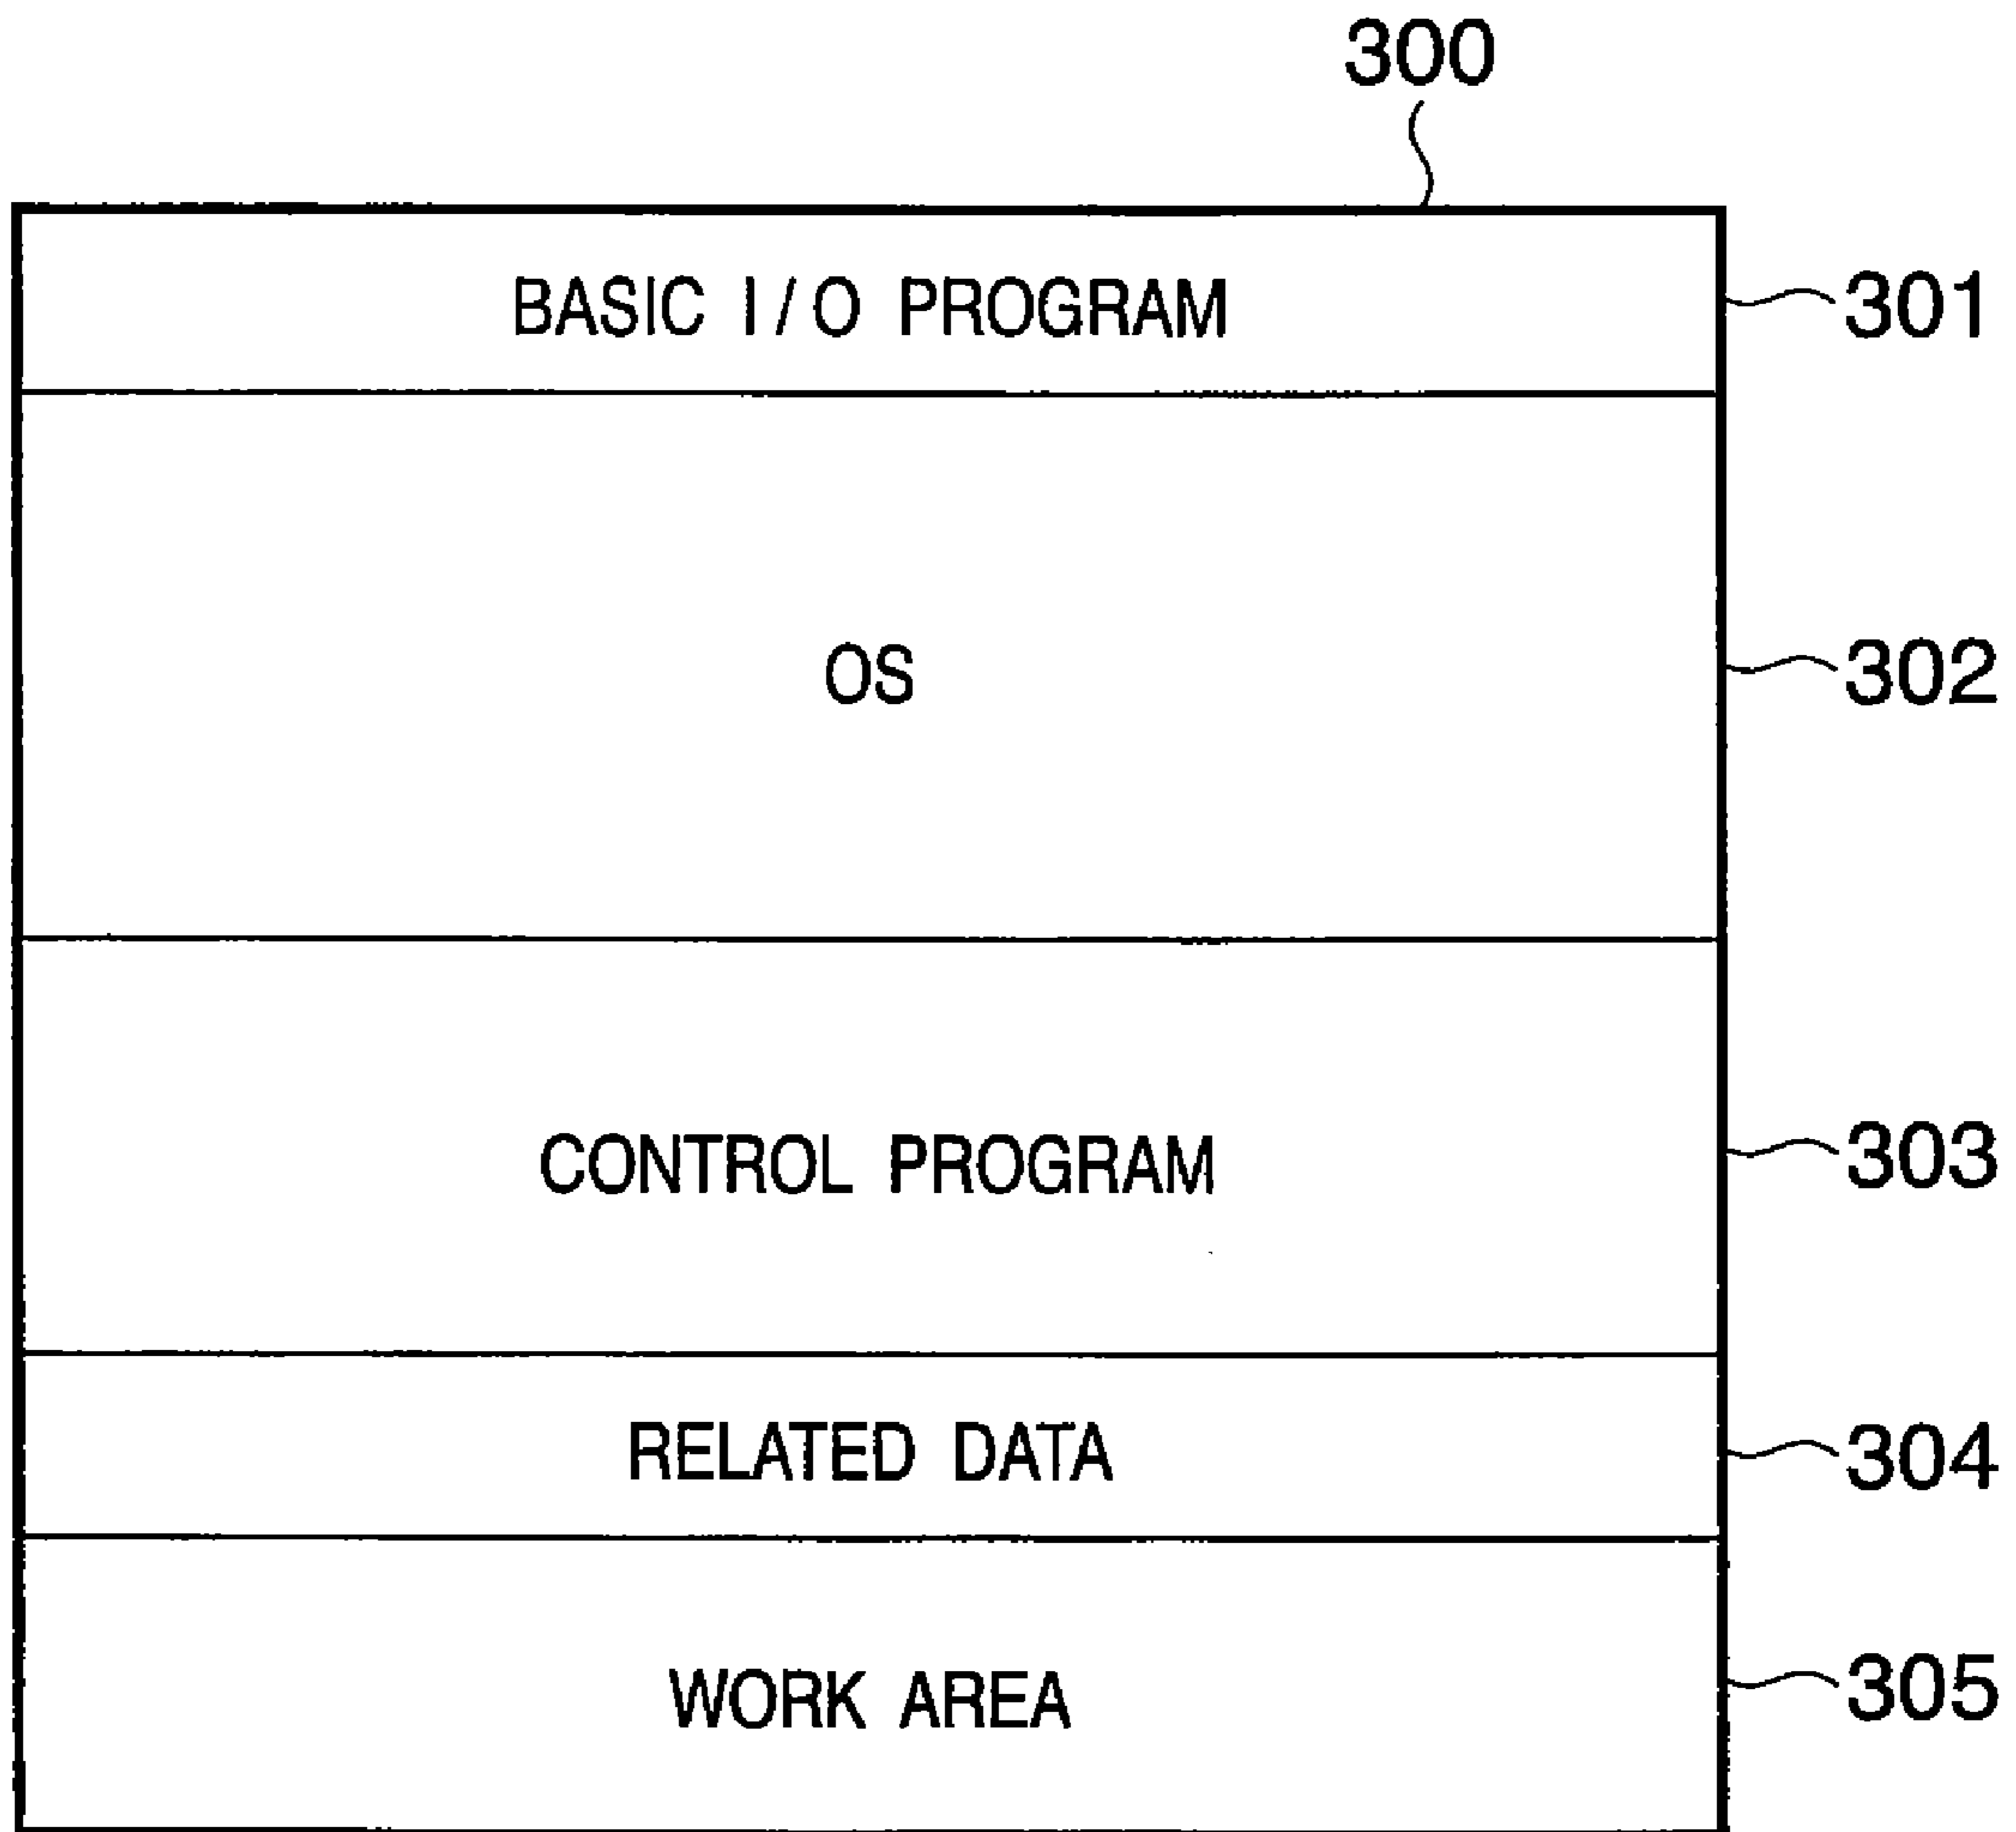 300
BASIC I/O PROGRAM 301
OS 302
CONTROL PROGRAM 303
RELATED DATA 304
WORK AREA 305